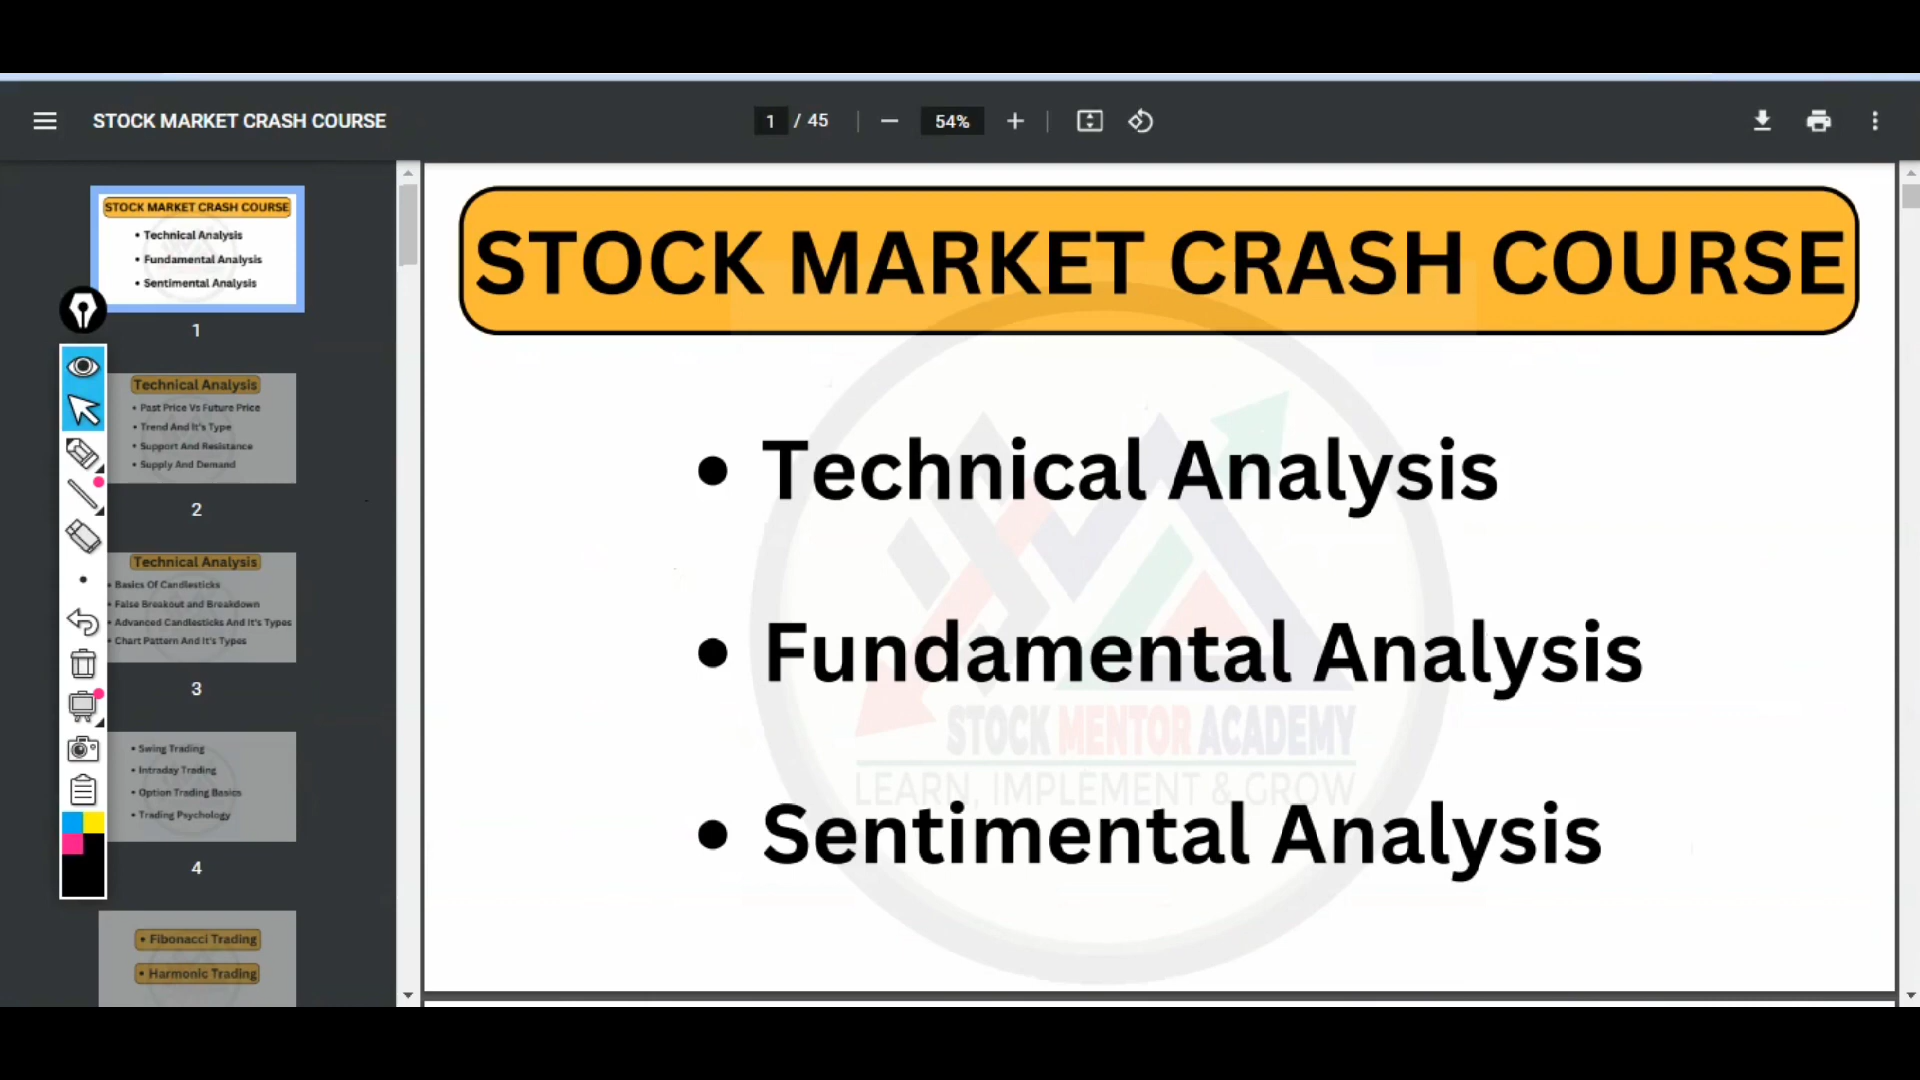 STOCK MARKET CRASH COURSE
1 / 45
54%
STOCK MARKET CRASH COURSE
• Technical Analysis
• Fundamental Analysis
• Sentimental Analysis
1
Technical Analysis
• Past Price Vs Future Price
• Trend And It's Type
• Support And Resistance
• Supply And Demand
2
Technical Analysis
• Basics Of Candlesticks
• False Breakout and Breakdown
• Advanced Candlesticks And It's Types
• Chart Pattern And It's Types
3
• Swing Trading
• Intraday Trading
• Option Trading Basics
• Trading Psychology
4
• Fibonacci Trading
• Harmonic Trading
STOCK MARKET CRASH COURSE
• Technical Analysis
• Fundamental Analysis
STOCK MENTOR ACADEMY
LEARN, IMPLEMENT & GROW
• Sentimental Analysis